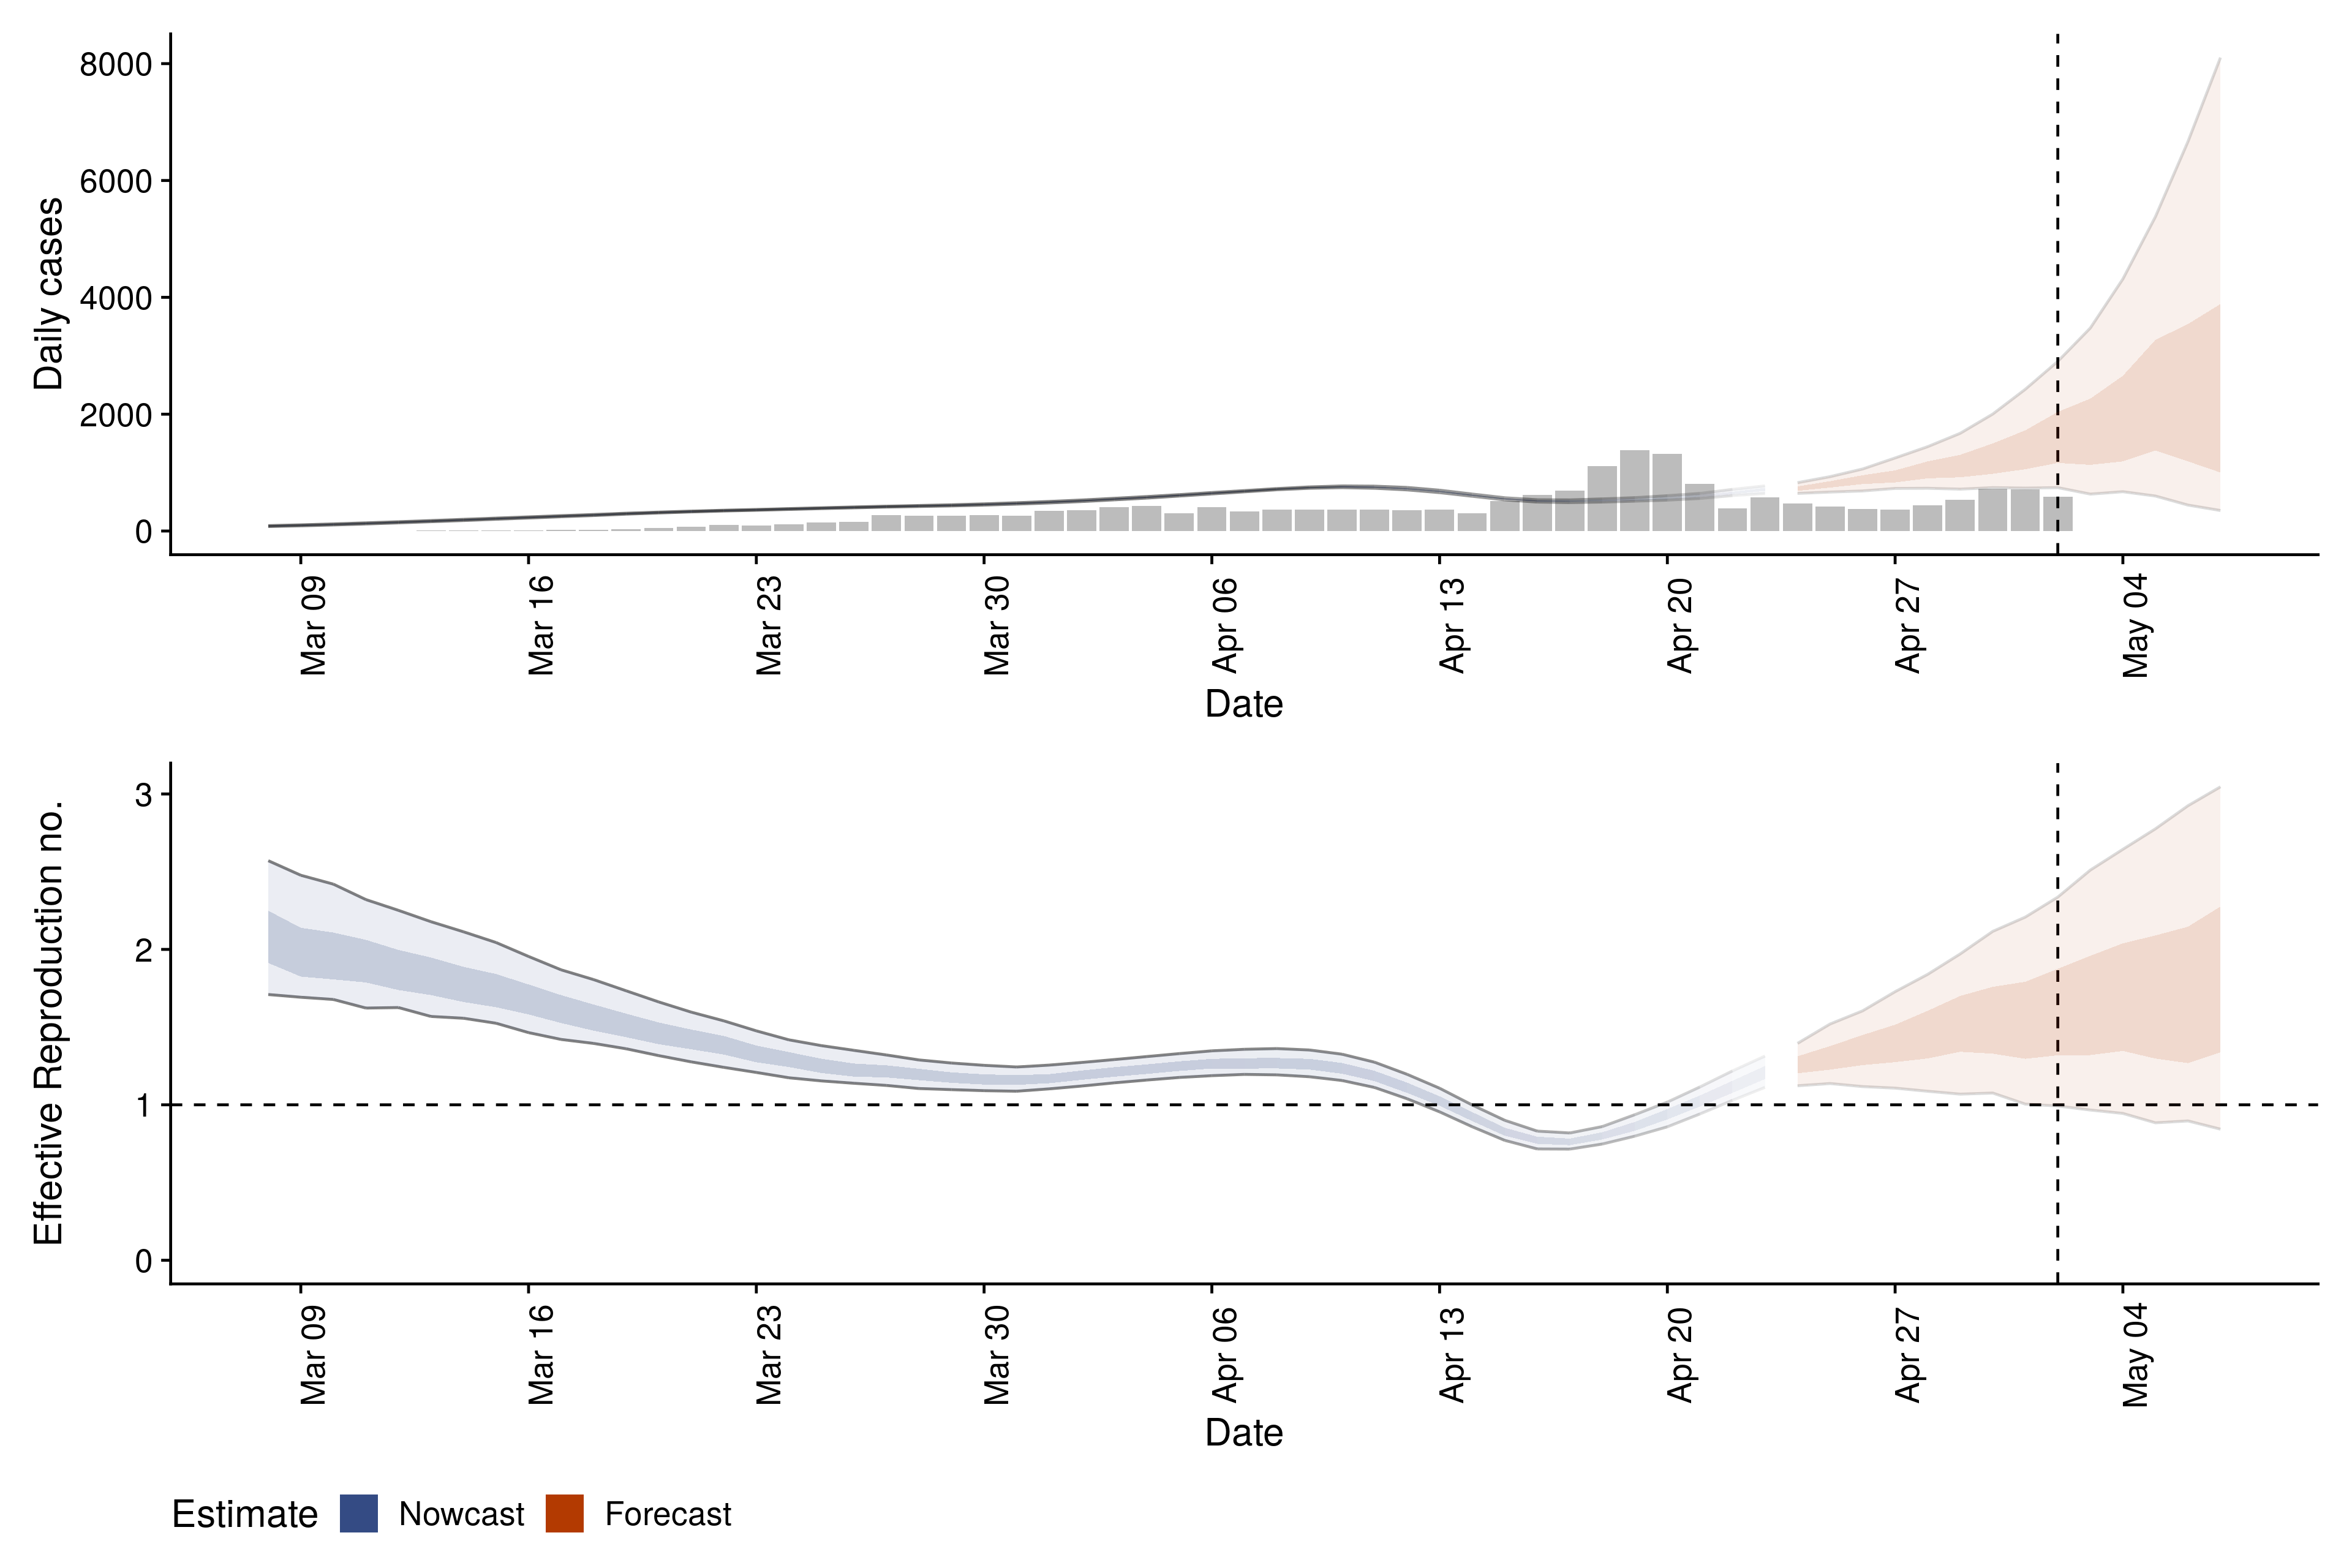 Daily cases
8000
6000
4000
2000
0
Mar 09
Mar 16
Mar 23
Mar 30
Apr 06
Apr 13
Apr 20
Apr 27
May 04
Date
Effective Reproduction no.
3
2
1
0
Mar 09
Mar 16
Mar 23
Mar 30
Apr 06
Apr 13
Apr 20
Apr 27
May 04
Date
Estimate Nowcast Forecast